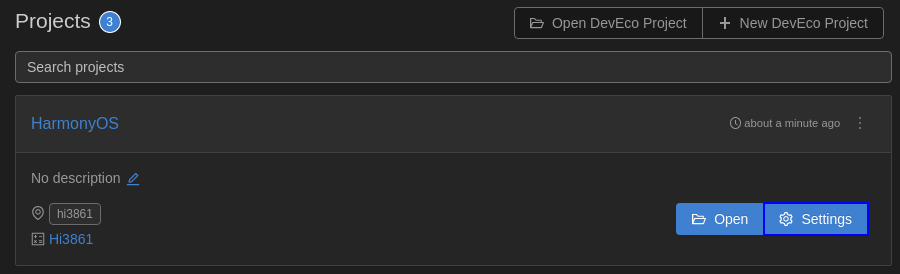 Projects 3
Open DevEco Project
New DevEco Project
Search projects
HarmonyOS
about a minute ago
No description
hi3861
Hi3861
Open
Settings